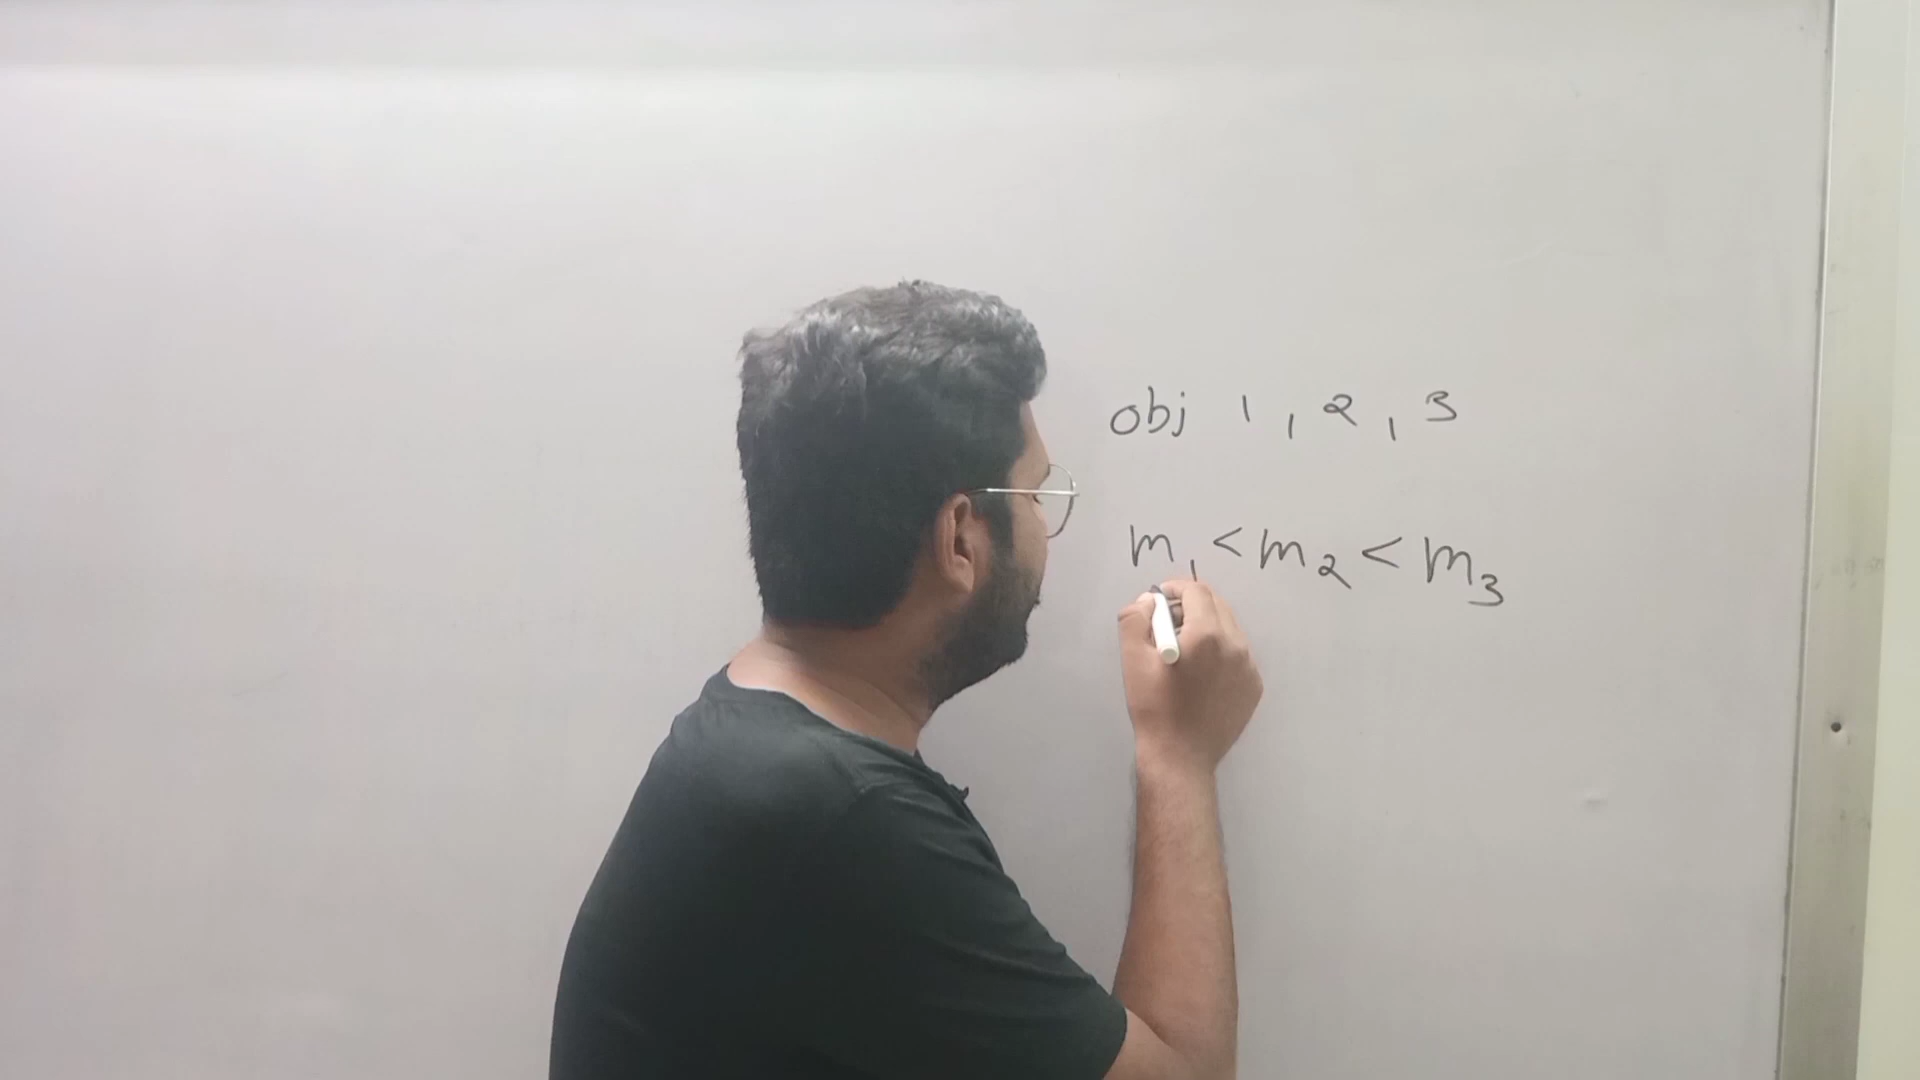 obj 1, 2, 3
m₁ < m₂ < m₃